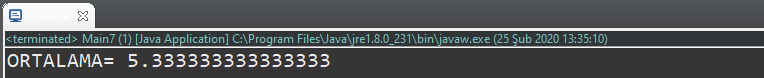 Console
<terminated> Main7 (1) [Java Application] C:\Program Files\Java\jre1.8.0_231\bin\javaw.exe (25 Şub 2020 13:35:10)
ORTALAMA= 5.333333333333333